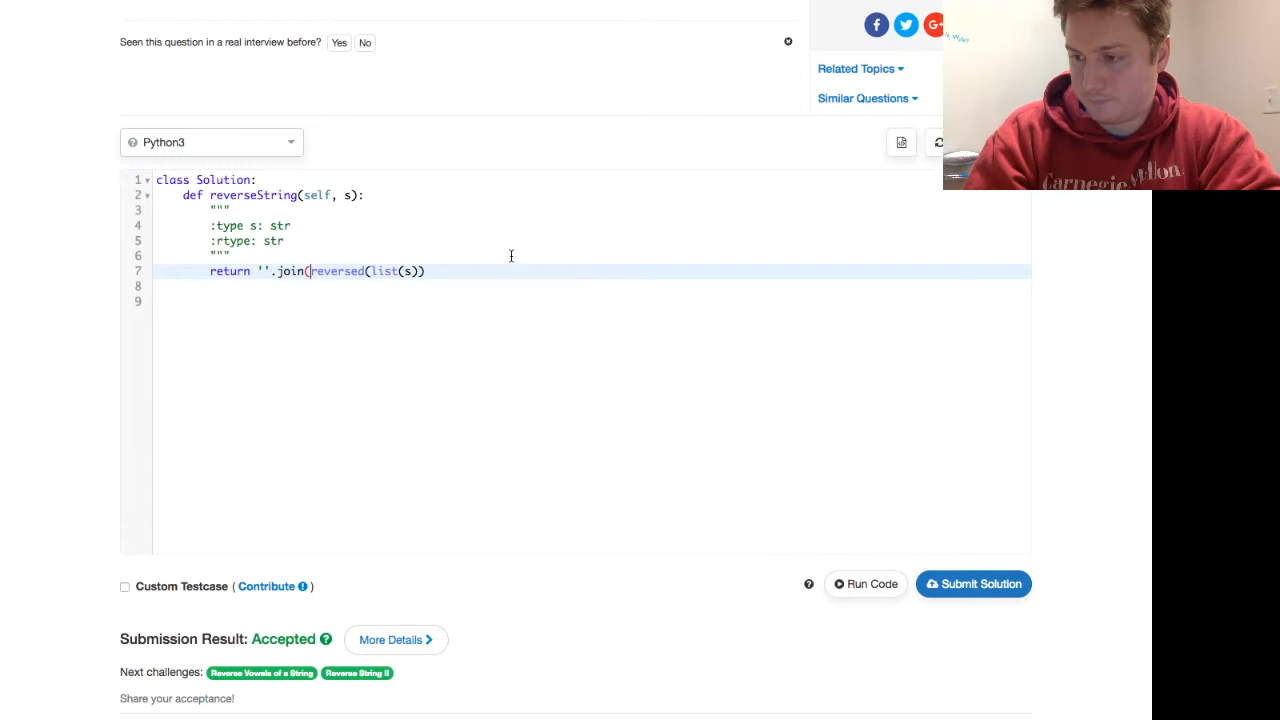 Seen this question in a real interview before? Yes No
Related Topics
Similar Questions
Python3
1 class Solution:
2 def reverseString(self, s):
3 """
4 :type s: str
5 :rtype: str
6 """
7 return ''.join(reversed(list(s))
8
9
Carnegie Mellon
Custom Testcase ( Contribute )
Run Code
Submit Solution
Submission Result: Accepted
More Details
Next challenges: Reverse Vowels of a String Reverse String II
Share your acceptance!